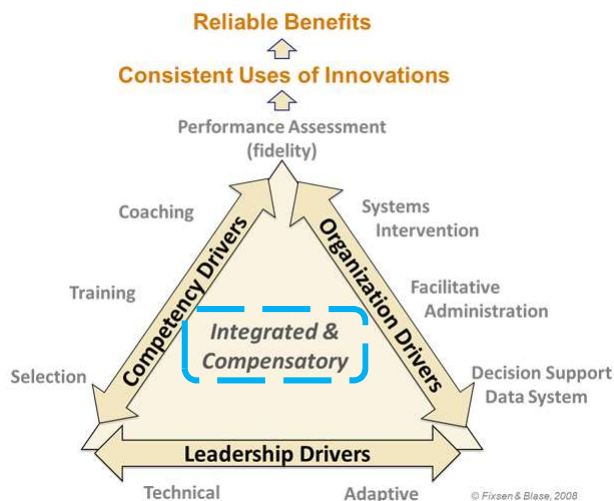 Reliable Benefits
Consistent Uses of Innovations
Performance Assessment
(fidelity)
Coaching
Training
Selection
Competency Drivers
Systems
Intervention
Facilitative
Administration
Decision Support
Data System
Organization Drivers
Integrated &
Compensatory
Leadership Drivers
Technical
Adaptive
© Fixsen & Blase, 2008